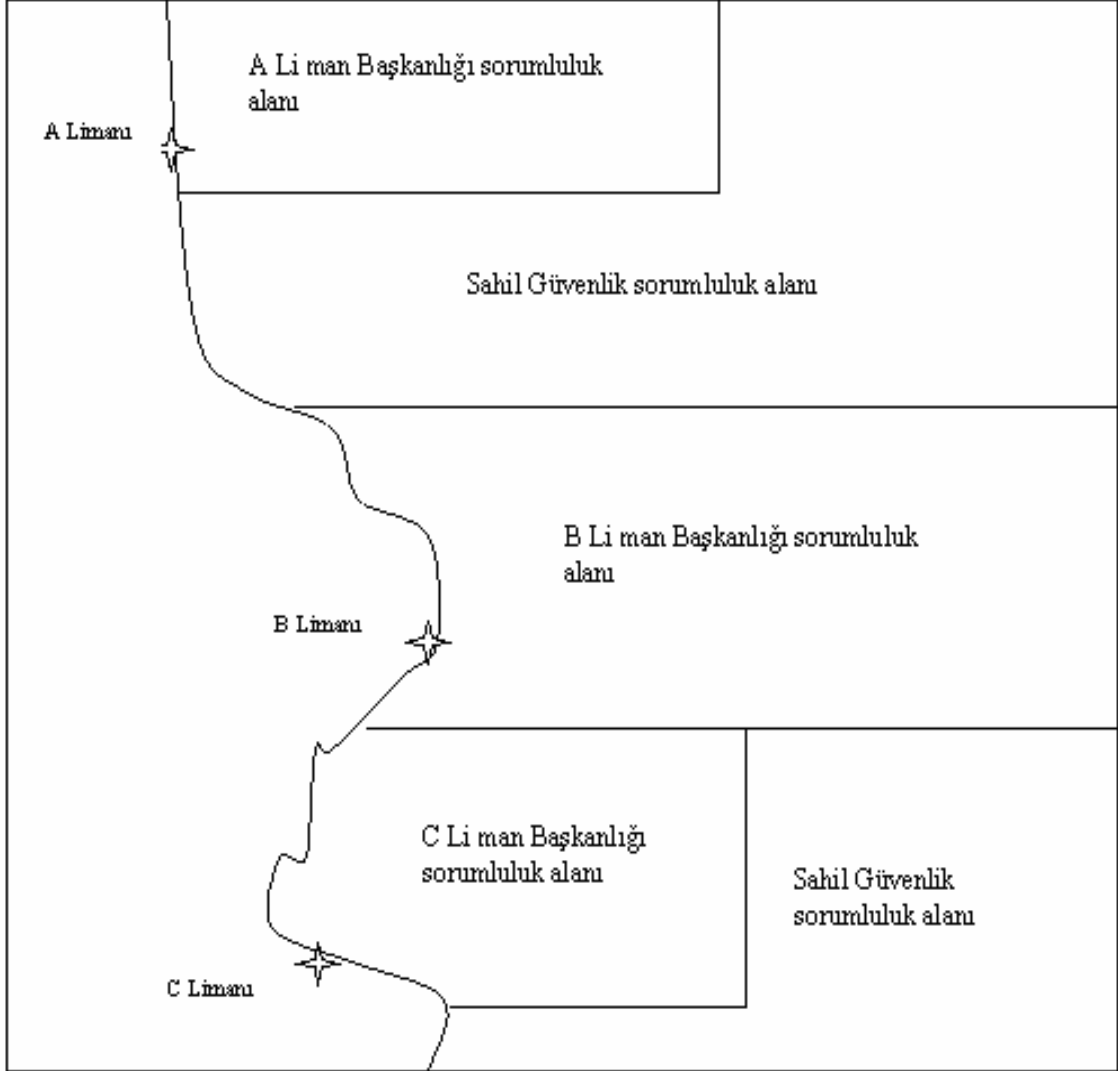 A Li man Başkanlığı sorumluluk
alanı
A Limanı
Sahil Güvenlik sorumluluk alanı
B Li man Başkanlığı sorumluluk
alanı
B Limanı
C Li man Başkanlığı
sorumluluk alanı
Sahil Güvenlik
sorumluluk alanı
C Limanı